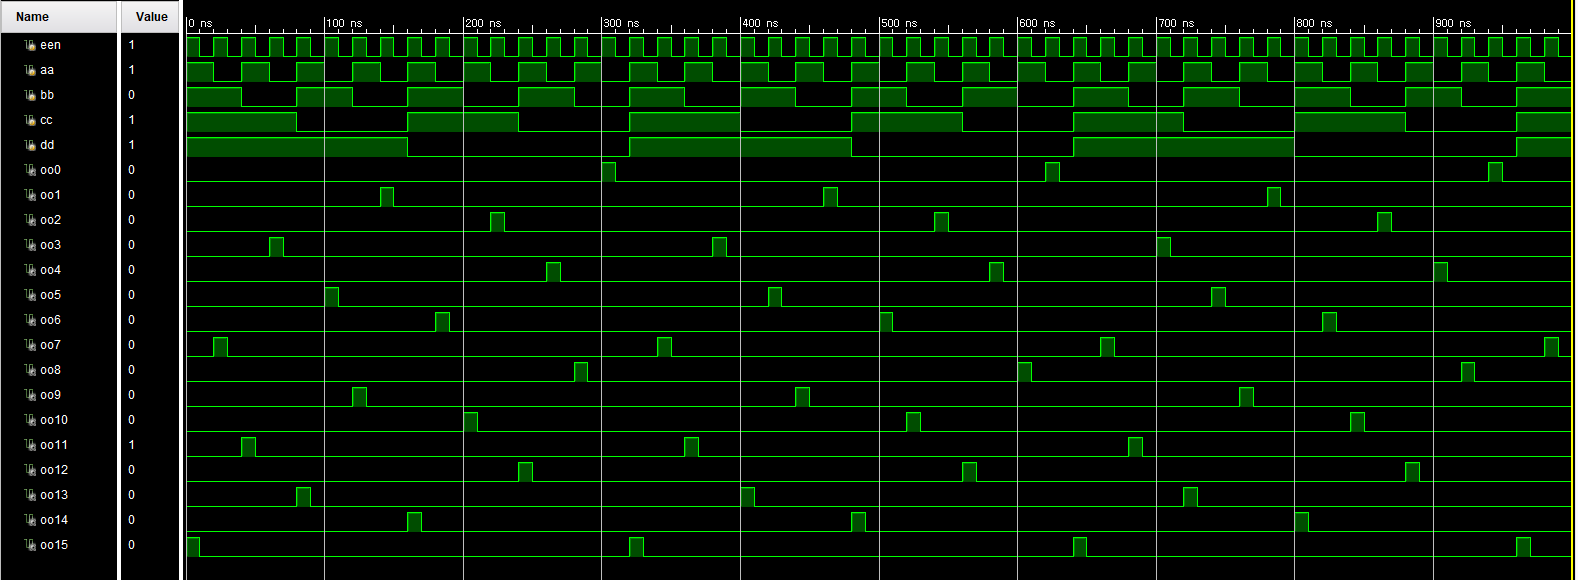 Name Value
0 ns 100 ns 200 ns 300 ns 400 ns 500 ns 600 ns 700 ns 800 ns 900 ns
een 1
aa 1
bb 0
cc 1
dd 1
oo0 0
oo1 0
oo2 0
oo3 0
oo4 0
oo5 0
oo6 0
oo7 0
oo8 0
oo9 0
oo10 0
oo11 1
oo12 0
oo13 0
oo14 0
oo15 0